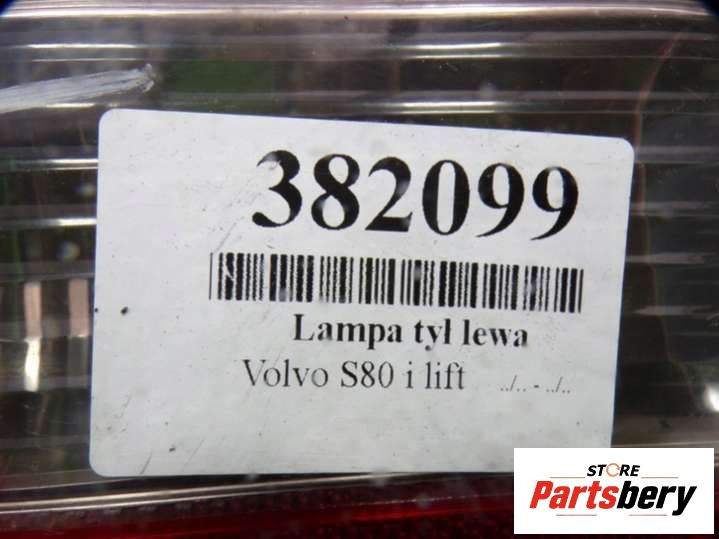 382099
Lampa tył lewa
Volvo S80 i lift ../.. - ../..
STORE
Partsbery